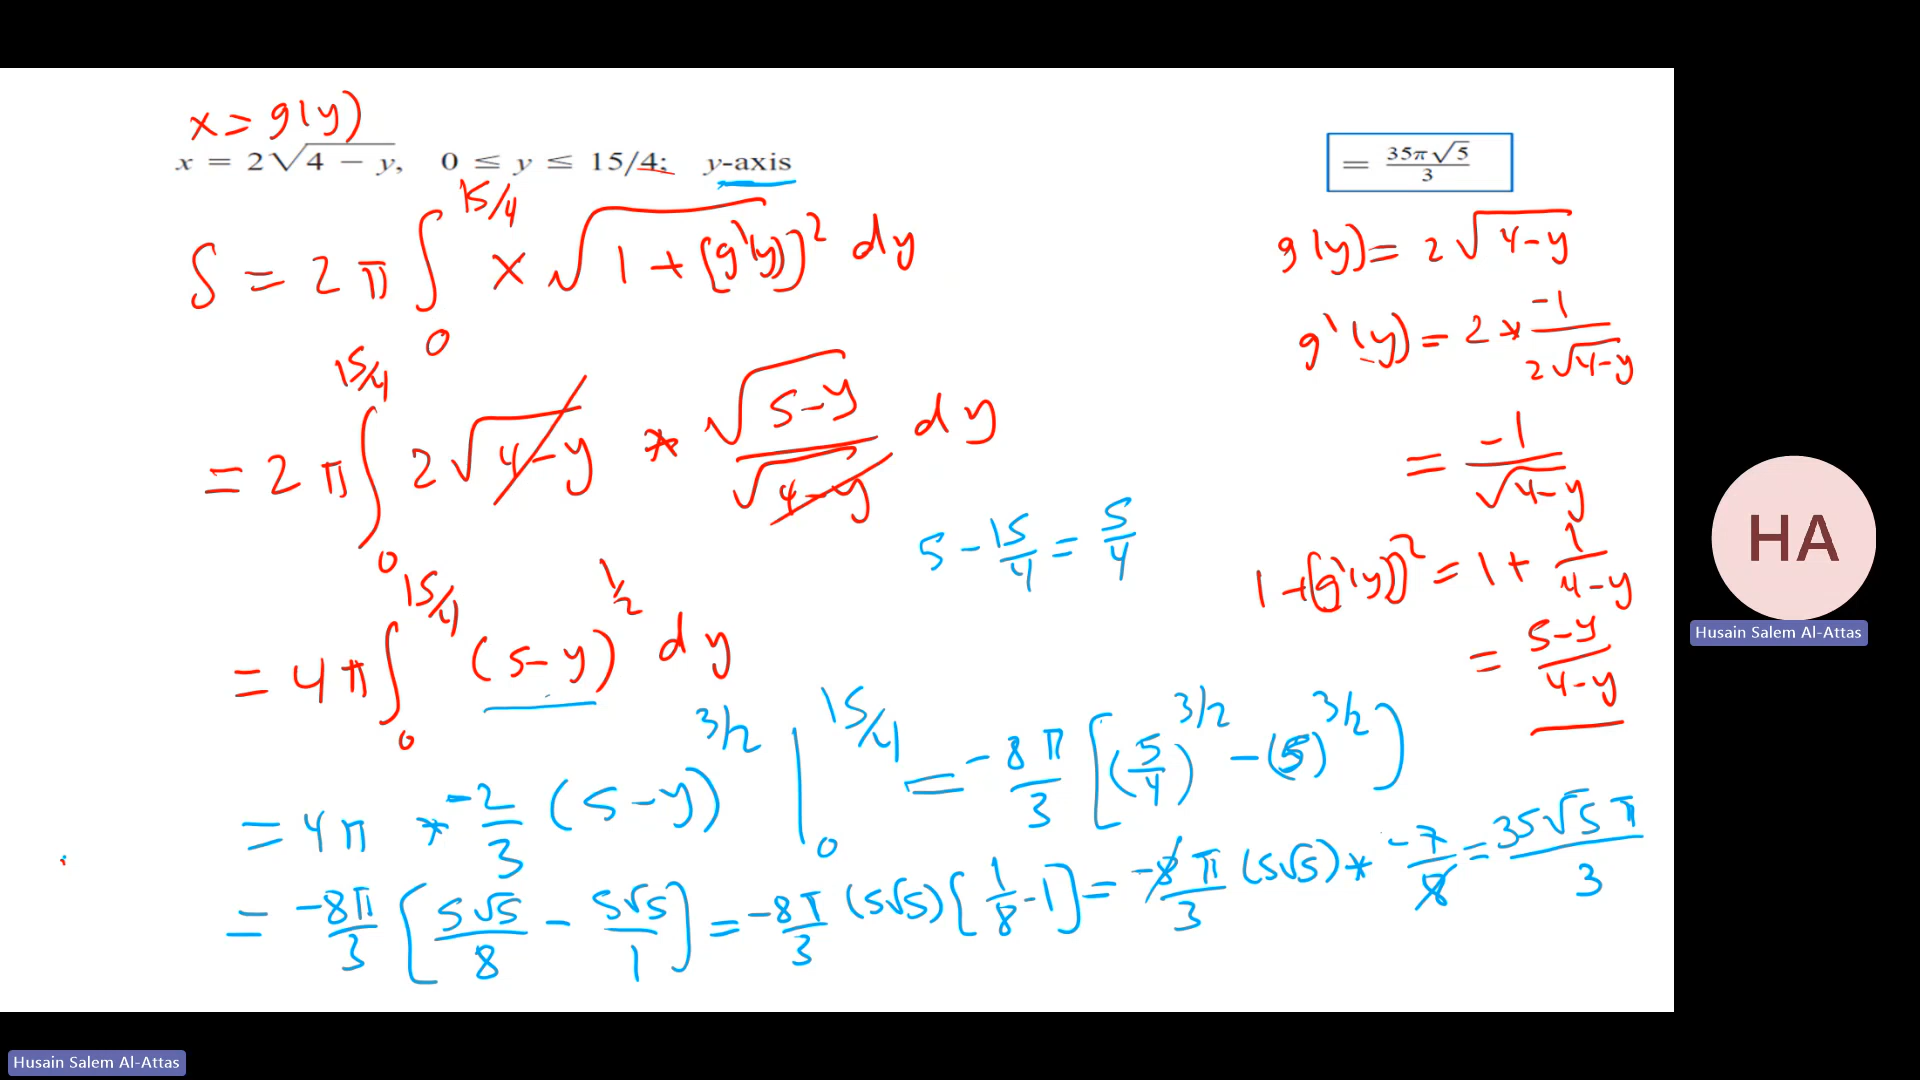 x = g(y)
x = 2√(4 − y), 0 ≤ y ≤ 15/4; y-axis
= 35π√5/3
S = 2π ∫₀^(15/4) x √(1 + [g'(y)]²) dy
= 2π ∫₀^(15/4) 2√(4-y) * √(5-y)/√(4-y) dy
5 - 15/4 = 5/4
= 4π ∫₀^(15/4) (5-y)^(1/2) dy
= 4π * -2/3 (5-y)^(3/2) |₀^(15/4) = -8π/3 [(5/4)^(3/2) - (5)^(3/2)]
= -8π/3 [5√5/8 - 5√5/1] = -8π/3 (5√5) [1/8 - 1] = -8π/3 (5√5) * -7/8 = 35√5π/3
g(y) = 2√(4-y)
g'(y) = 2 * -1/(2√(4-y))
= -1/√(4-y)
1+[g'(y)]² = 1 + 1/(4-y)
= (5-y)/(4-y)
HA
Husain Salem Al-Attas
Husain Salem Al-Attas